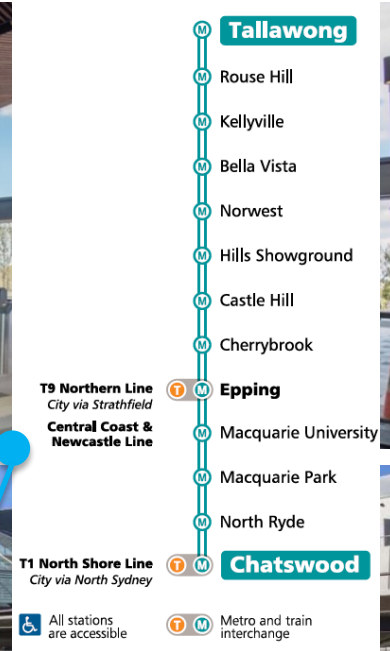 M Tallawong
M Rouse Hill
M Kellyville
M Bella Vista
M Norwest
M Hills Showground
M Castle Hill
M Cherrybrook
T9 Northern Line T M Epping
City via Strathfield
Central Coast &
Newcastle Line
M Macquarie University
M Macquarie Park
M North Ryde
T1 North Shore Line T M Chatswood
City via North Sydney
All stations
are accessible
T M Metro and train
interchange